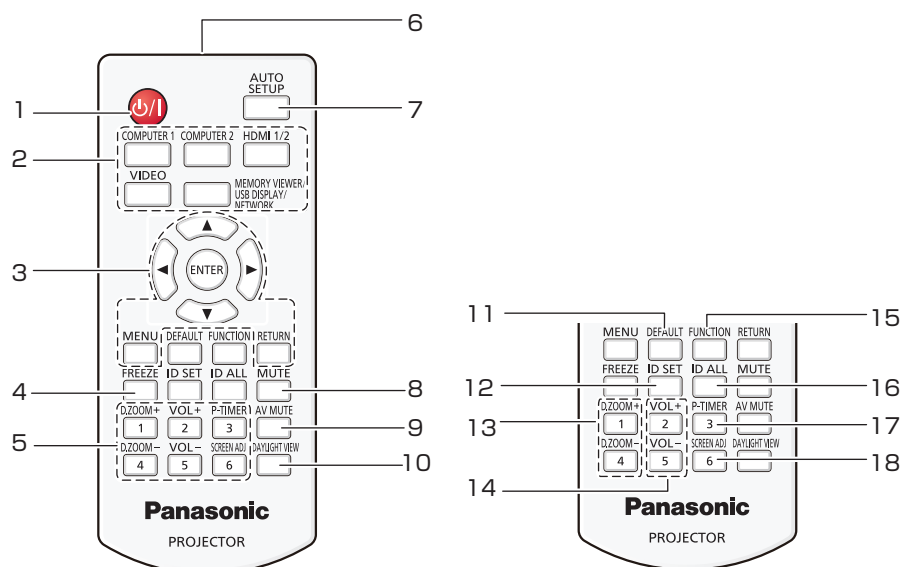 6
AUTO
SETUP
1
⏻/|
7
COMPUTER 1 COMPUTER 2 HDMI 1/2
2
VIDEO
MEMORY VIEWER/
USB DISPLAY/
NETWORK
▲
3
◀ ENTER ▶
▼
MENU DEFAULT FUNCTION RETURN
FREEZE ID SET ID ALL MUTE
4
8
D.ZOOM+ VOL+ P-TIMER AV MUTE
1 2 3
9
5
D.ZOOM− VOL− SCREEN ADJ DAYLIGHT VIEW
4 5 6
10
Panasonic
PROJECTOR
11
15
MENU DEFAULT FUNCTION RETURN
FREEZE ID SET ID ALL MUTE
12
16
D.ZOOM+ VOL+ P-TIMER AV MUTE
1 2 3
13
17
D.ZOOM− VOL− SCREEN ADJ DAYLIGHT VIEW
4 5 6
18
14
Panasonic
PROJECTOR